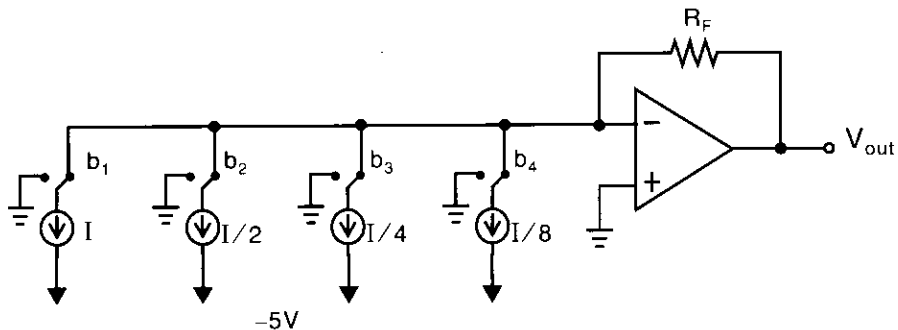 R_F
−
+
V_out
b_1
b_2
b_3
b_4
I
I/2
I/4
I/8
−5V